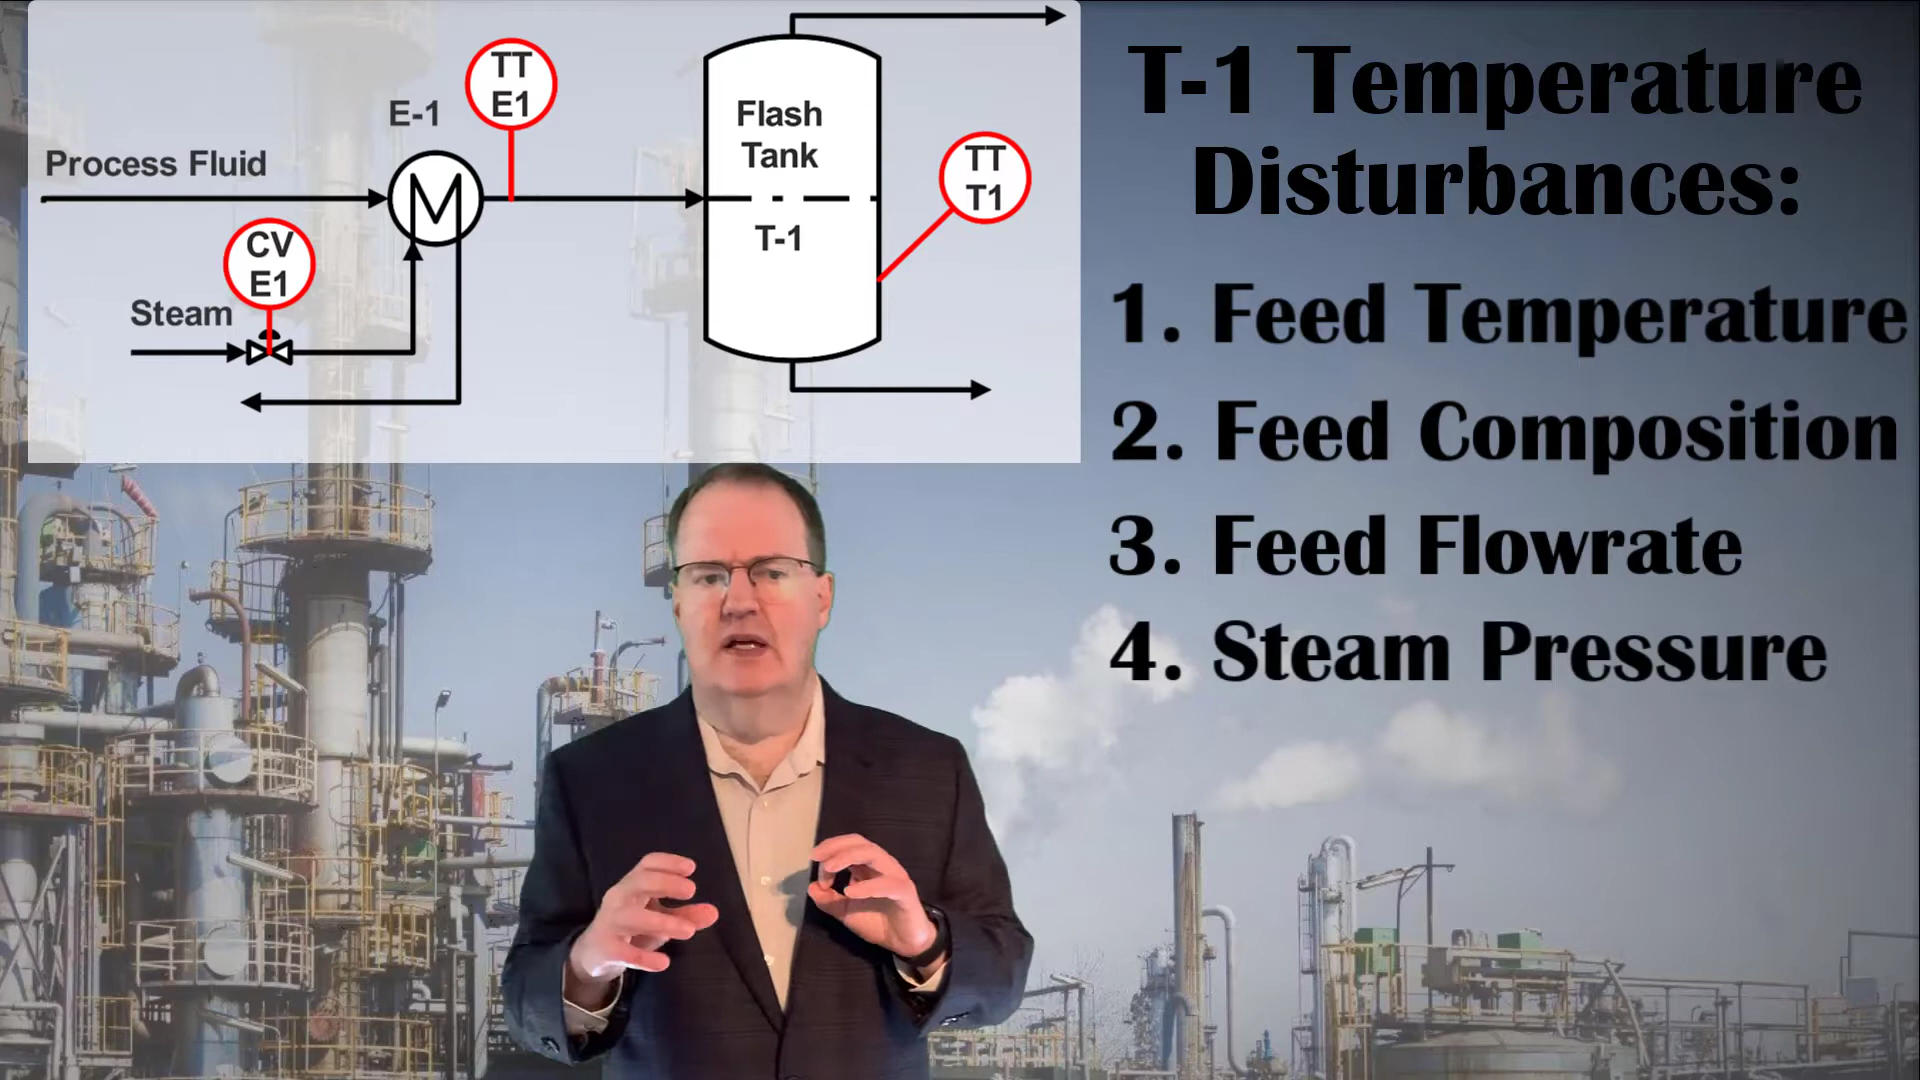 TT
E1
E-1
Process Fluid
CV
E1
Steam
Flash
Tank
T-1
TT
T1
T-1 Temperature
Disturbances:
1. Feed Temperature
2. Feed Composition
3. Feed Flowrate
4. Steam Pressure